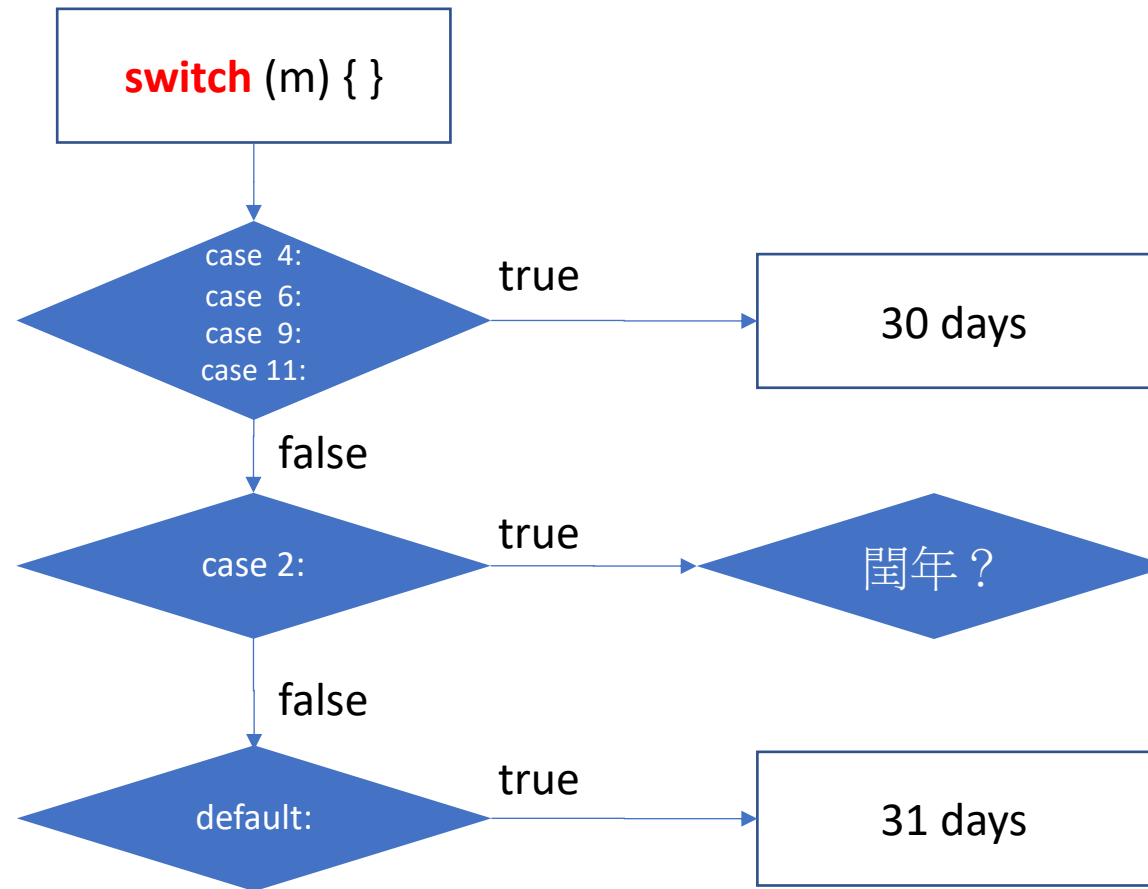 switch (m) { }
case 4:
case 6:
case 9:
case 11:
true
30 days
false
case 2:
true
閏年？
false
default:
true
31 days